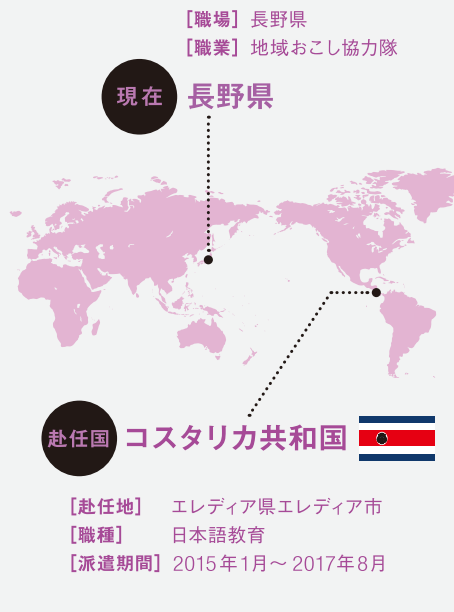 ［職場］長野県
［職業］地域おこし協力隊
現在 長野県
赴任国 コスタリカ共和国
［赴任地］ エレディア県エレディア市
［職種］ 日本語教育
［派遣期間］ 2015年1月〜2017年8月